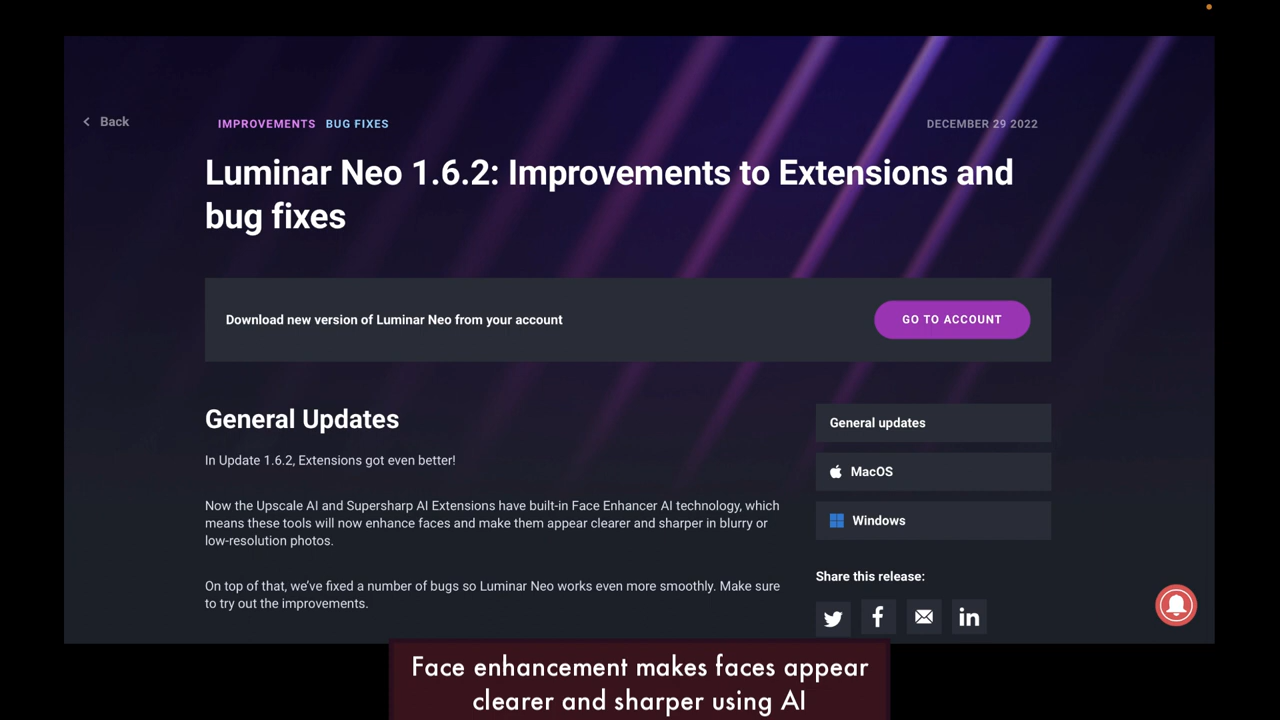 Back
IMPROVEMENTS BUG FIXES
DECEMBER 29 2022
Luminar Neo 1.6.2: Improvements to Extensions and
bug fixes
Download new version of Luminar Neo from your account
GO TO ACCOUNT
General Updates
In Update 1.6.2, Extensions got even better!
Now the Upscale AI and Supersharp AI Extensions have built-in Face Enhancer AI technology, which
means these tools will now enhance faces and make them appear clearer and sharper in blurry or
low-resolution photos.
On top of that, we've fixed a number of bugs so Luminar Neo works even more smoothly. Make sure
to try out the improvements.
General updates
MacOS
Windows
Share this release:
Face enhancement makes faces appear
clearer and sharper using AI